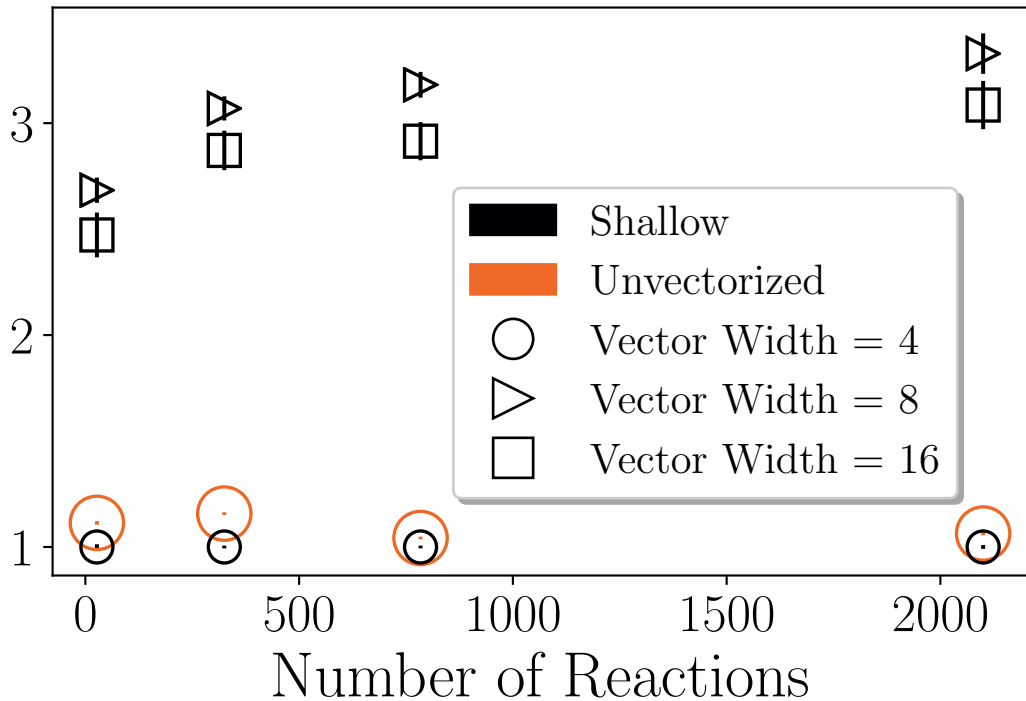 3
2
1
Shallow
Unvectorized
Vector Width = 4
Vector Width = 8
Vector Width = 16
0 500 1000 1500 2000
Number of Reactions